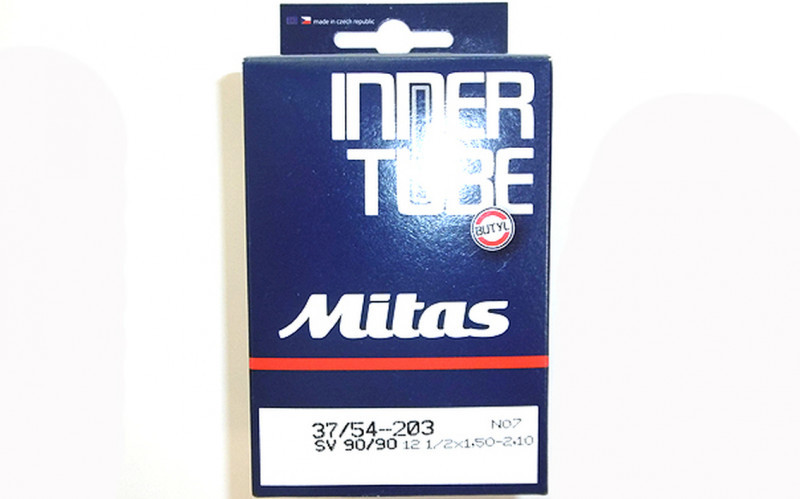 made in czech republic
INNER
TUBE
BUTYL
Mitas
37/54-203 N07
SV 90/90 12 1/2x1.50-2.10